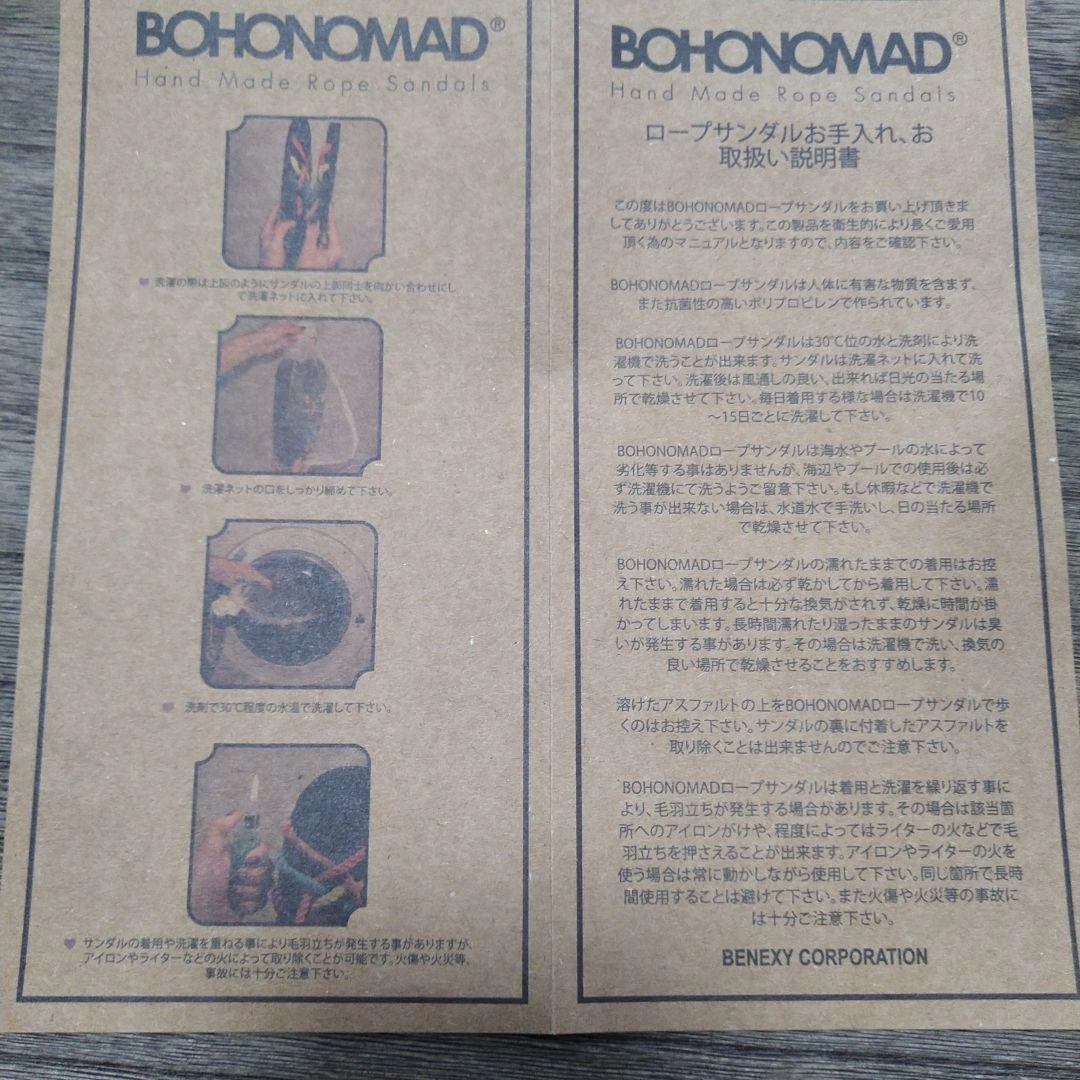 BOHONOMAD®
Hand Made Rope Sandals
洗濯の際は上図のようにサンダルの上面同士を向かい合わせにし
て洗濯ネットに入れて下さい。
洗濯ネットの口をしっかり締めて下さい。
洗剤で30℃程度の水温で洗濯して下さい。
サンダルの着用や洗濯を重ねる事により毛羽立ちが発生する事がありますが、
アイロンやライターなどの火によって取り除くことが可能です。火傷や火災等、
事故には十分ご注意下さい。
BOHONOMAD®
Hand Made Rope Sandals
ロープサンダルお手入れ、お
取扱い説明書
この度はBOHONOMADロープサンダルをお買い上げ頂きま
してありがとうございます。この製品を衛生的により長くご愛用
頂く為のマニュアルとなりますので、内容をご確認下さい。
BOHONOMADロープサンダルは人体に有害な物質を含まず、
また抗菌性の高いポリプロピレンで作られています。
BOHONOMADロープサンダルは30℃位の水と洗剤により洗
濯機で洗うことが出来ます。サンダルは洗濯ネットに入れて洗
って下さい。洗濯後は風通しの良い、出来れば日光の当たる場
所で乾燥させて下さい。毎日着用する様な場合は洗濯機で10
～15日ごとに洗濯して下さい。
BOHONOMADロープサンダルは海水やプールの水によって
劣化等する事はありませんが、海辺やプールでの使用後は必
ず洗濯機にて洗うようご留意下さい。もし休暇などで洗濯機で
洗う事が出来ない場合は、水道水で手洗いし、日の当たる場所
で乾燥させて下さい。
BOHONOMADロープサンダルの濡れたままでの着用はお控
え下さい。濡れた場合は必ず乾かしてから着用して下さい。濡
れたままで着用すると十分な換気がされず、乾燥に時間が掛
かってしまいます。長時間濡れたり湿ったままのサンダルは臭
いが発生する事があります。その場合は洗濯機で洗い、換気の
良い場所で乾燥させることをおすすめします。
溶けたアスファルトの上をBOHONOMADロープサンダルで歩
くのはお控え下さい。サンダルの裏に付着したアスファルトを
取り除くことは出来ませんのでご注意下さい。
BOHONOMADロープサンダルは着用と洗濯を繰り返す事に
より、毛羽立ちが発生する場合があります。その場合は該当箇
所へのアイロンがけや、程度によってはライターの火などで毛
羽立ちを押さえることが出来ます。アイロンやライターの火を
使う場合は常に動かしながら使用して下さい。同じ箇所で長時
間使用することは避けて下さい。また火傷や火災等の事故に
は十分ご注意下さい。
BENEXY CORPORATION